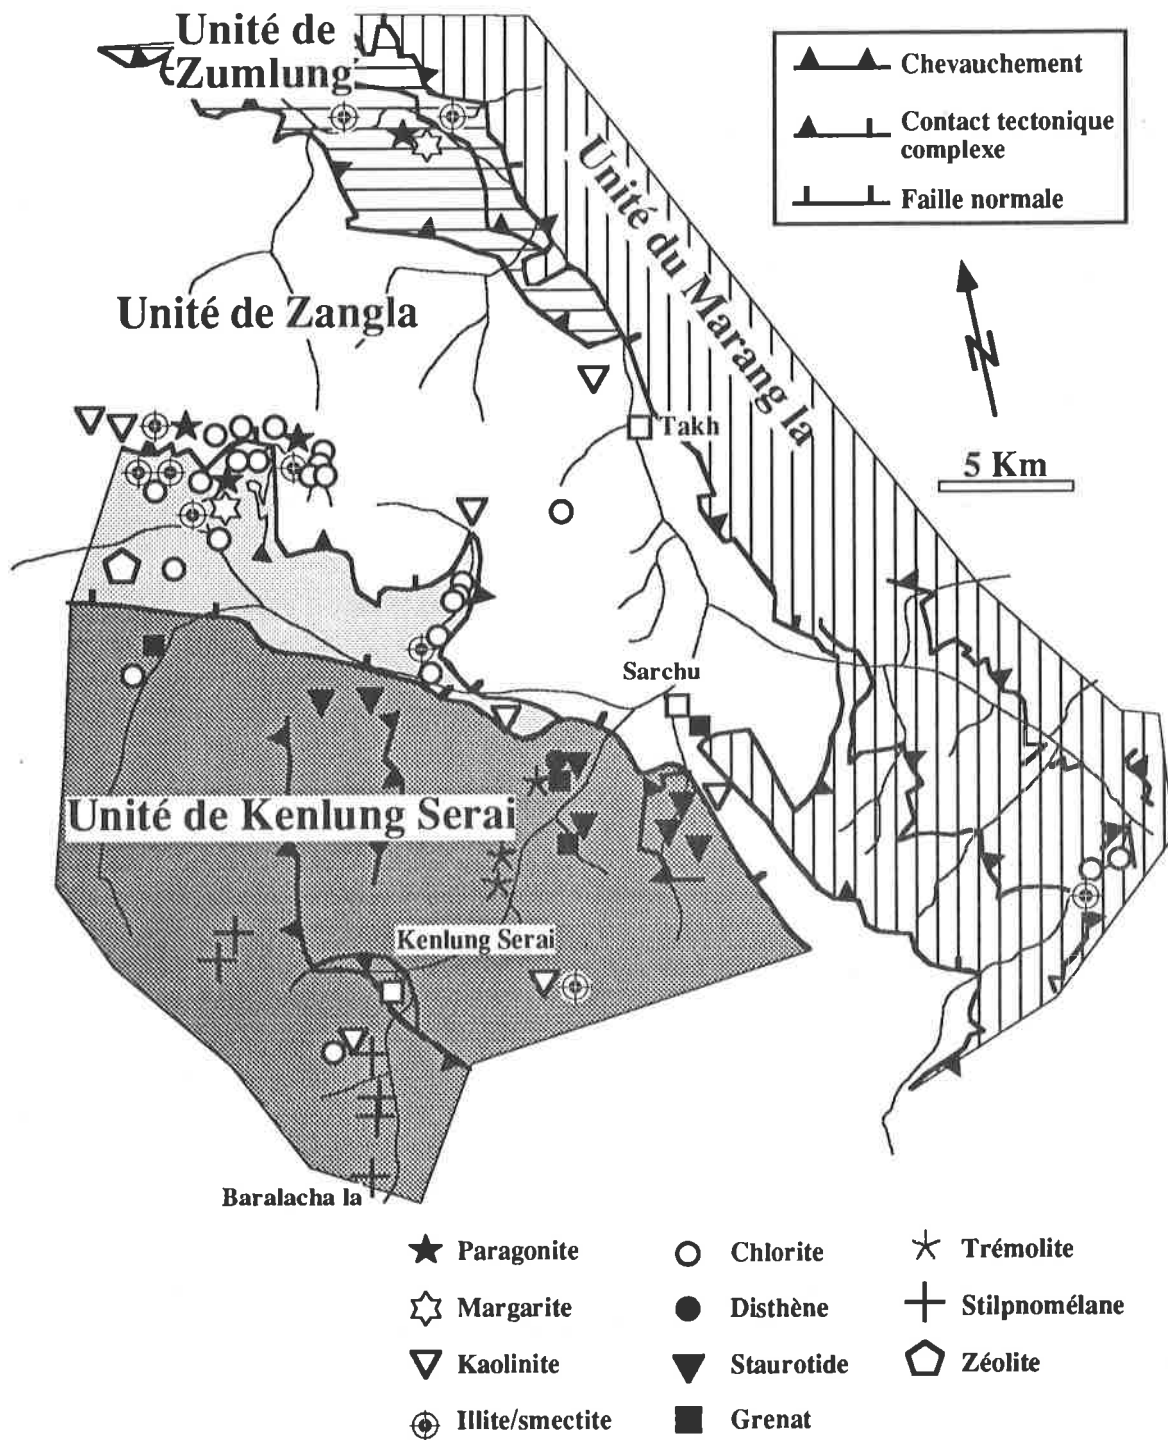 Unité de
Zumlung
Chevauchement
Contact tectonique
complexe
Faille normale
Unité du Marang la
N
Unité de Zangla
Takh
5 Km
Sarchu
Unité de Kenlung Serai
Kenlung Serai
Baralacha la
Paragonite
Chlorite
Trémolite
Margarite
Disthène
Stilpnomélane
Kaolinite
Staurotide
Zéolite
Illite/smectite
Grenat